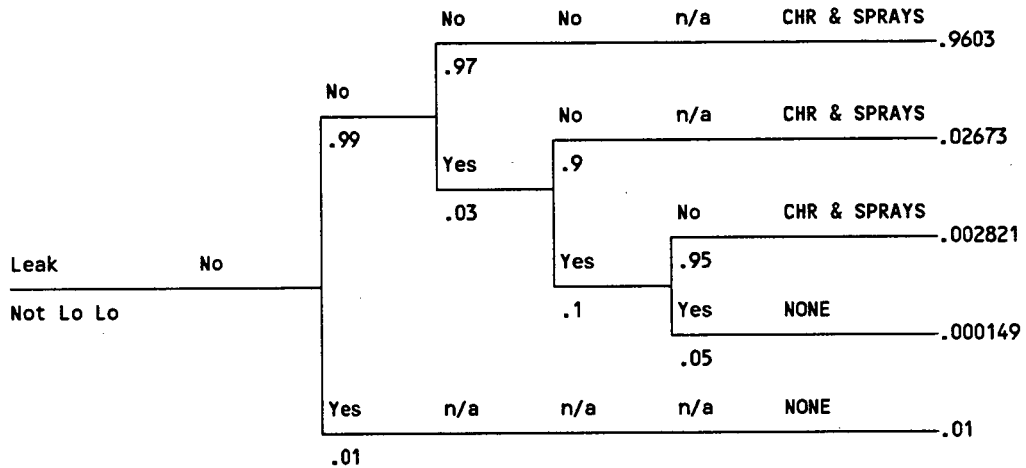 No No n/a CHR & SPRAYS
.9603
.97
No
.99
No n/a CHR & SPRAYS
.02673
Yes
.9
.03
No CHR & SPRAYS
.002821
Leak No
Yes
.95
Not Lo Lo
.1
Yes NONE
.000149
.05
Yes n/a n/a n/a NONE
.01
.01